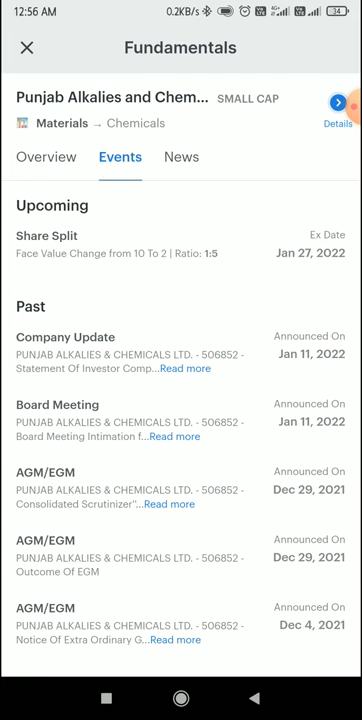 12:56 AM
0.2KB/s
4G+
34
Fundamentals
Punjab Alkalies and Chem... SMALL CAP
Materials → Chemicals
Details
Overview Events News
Upcoming
Share Split Ex Date
Face Value Change from 10 To 2 | Ratio: 1:5 Jan 27, 2022
Past
Company Update Announced On
PUNJAB ALKALIES & CHEMICALS LTD. - 506852 - Jan 11, 2022
Statement Of Investor Comp...Read more
Board Meeting Announced On
PUNJAB ALKALIES & CHEMICALS LTD. - 506852 - Jan 11, 2022
Board Meeting Intimation f...Read more
AGM/EGM Announced On
PUNJAB ALKALIES & CHEMICALS LTD. - 506852 - Dec 29, 2021
Consolidated Scrutinizer''...Read more
AGM/EGM Announced On
PUNJAB ALKALIES & CHEMICALS LTD. - 506852 - Dec 29, 2021
Outcome Of EGM
AGM/EGM Announced On
PUNJAB ALKALIES & CHEMICALS LTD. - 506852 - Dec 4, 2021
Notice Of Extra Ordinary G...Read more